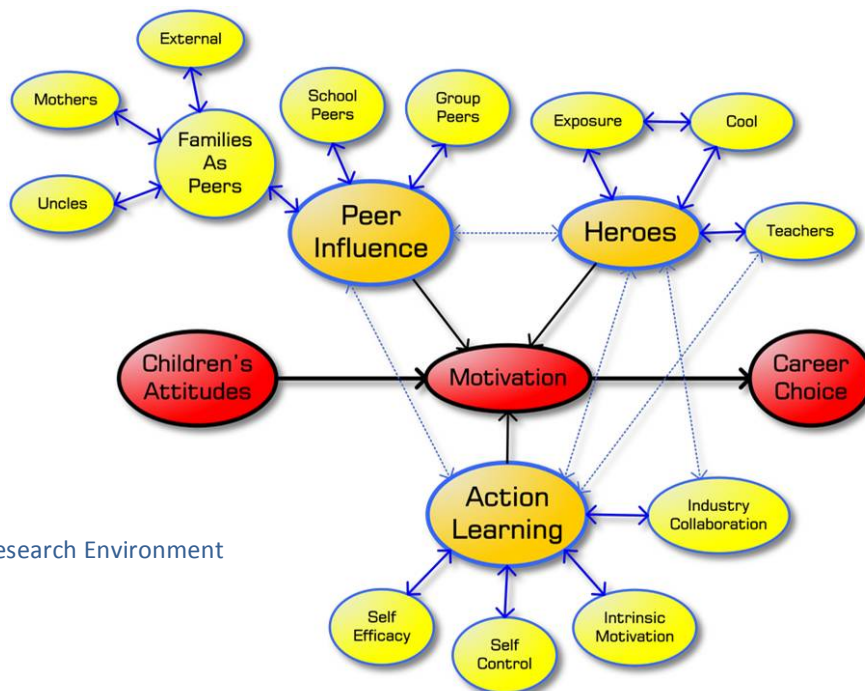 External
Mothers
School
Peers
Group
Peers
Exposure
Cool
Families
As
Peers
Uncles
Peer
Influence
Heroes
Teachers
Children's
Attitudes
Motivation
Career
Choice
Action
Learning
Industry
Collaboration
esearch Environment
Self
Efficacy
Self
Control
Intrinsic
Motivation